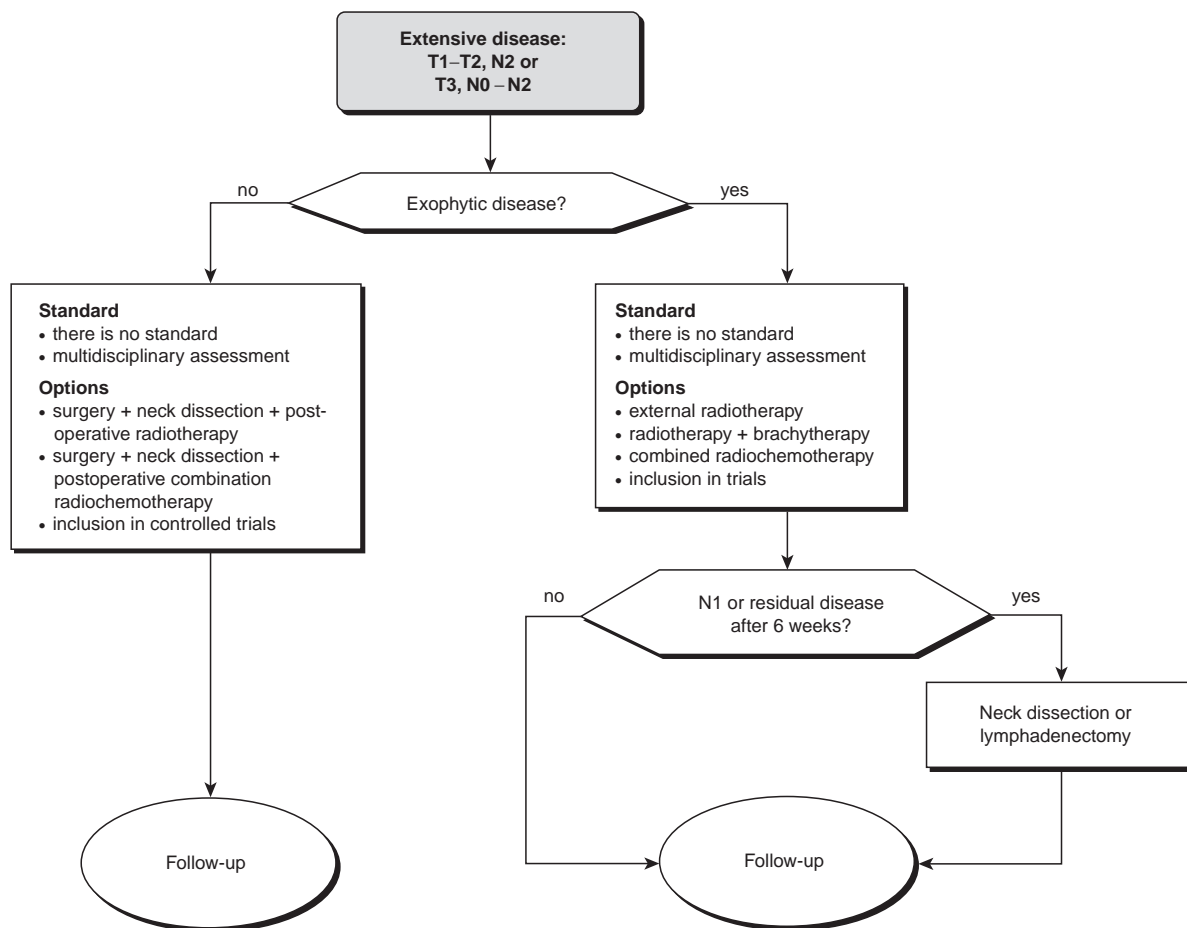 Extensive disease:
T1–T2, N2 or
T3, N0 – N2
Exophytic disease?
no
yes
Standard
• there is no standard
• multidisciplinary assessment
Options
• surgery + neck dissection + post-
operative radiotherapy
• surgery + neck dissection +
postoperative combination
radiochemotherapy
• inclusion in controlled trials
Standard
• there is no standard
• multidisciplinary assessment
Options
• external radiotherapy
• radiotherapy + brachytherapy
• combined radiochemotherapy
• inclusion in trials
N1 or residual disease
after 6 weeks?
no
yes
Neck dissection or
lymphadenectomy
Follow-up
Follow-up